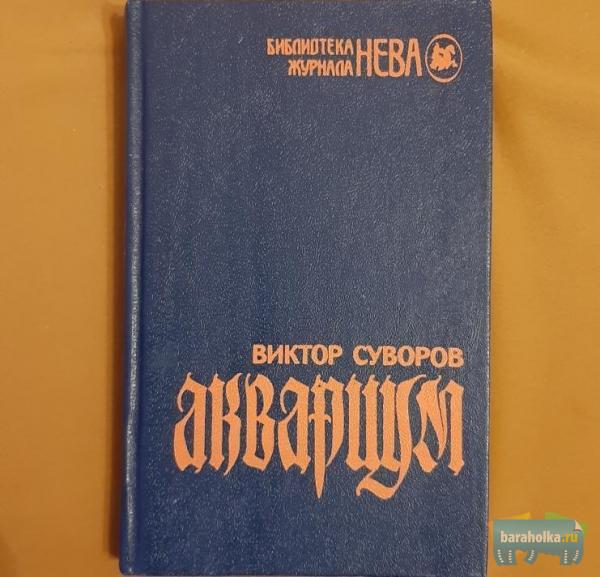 БИБЛИОТЕКА
ЖУРНАЛА НЕВА
ВИКТОР СУВОРОВ
АКВАРИУМ
baraholka.ru